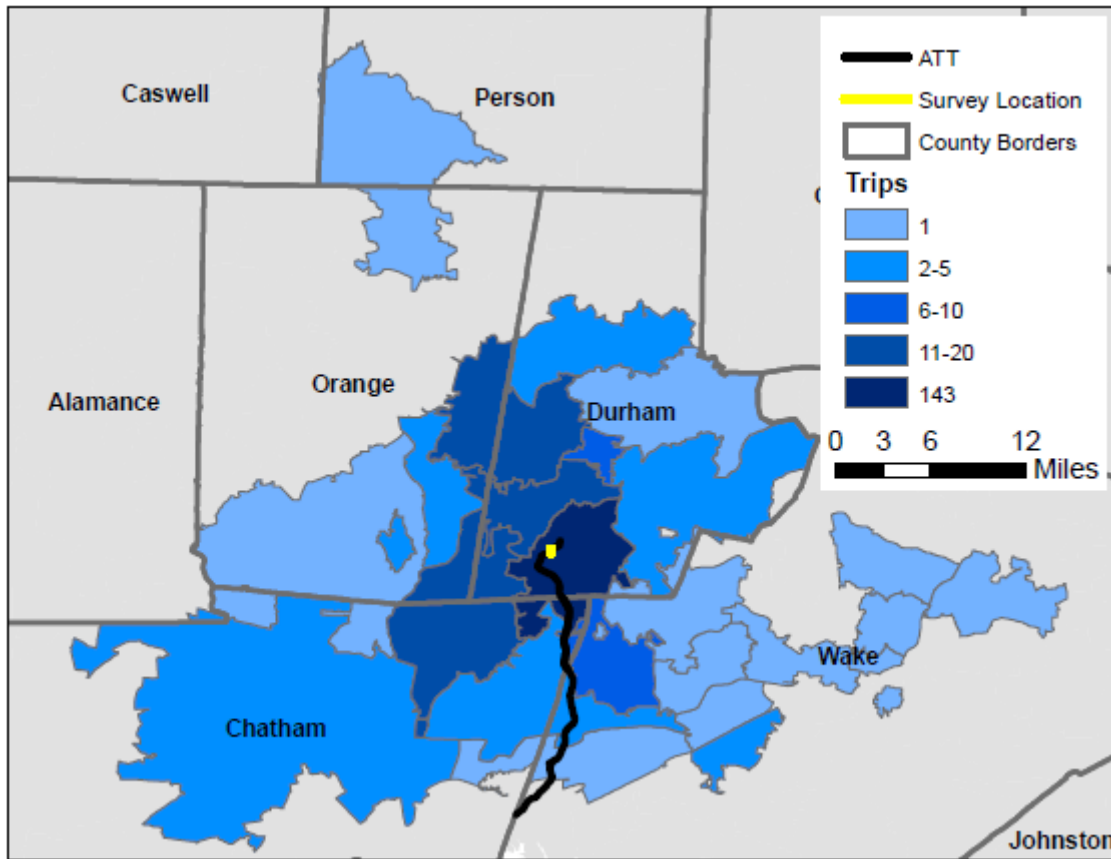 Caswell
Person
Alamance
Orange
Durham
Chatham
Wake
Johnston
ATT
Survey Location
County Borders
Trips
1
2-5
6-10
11-20
143
0 3 6 12
Miles